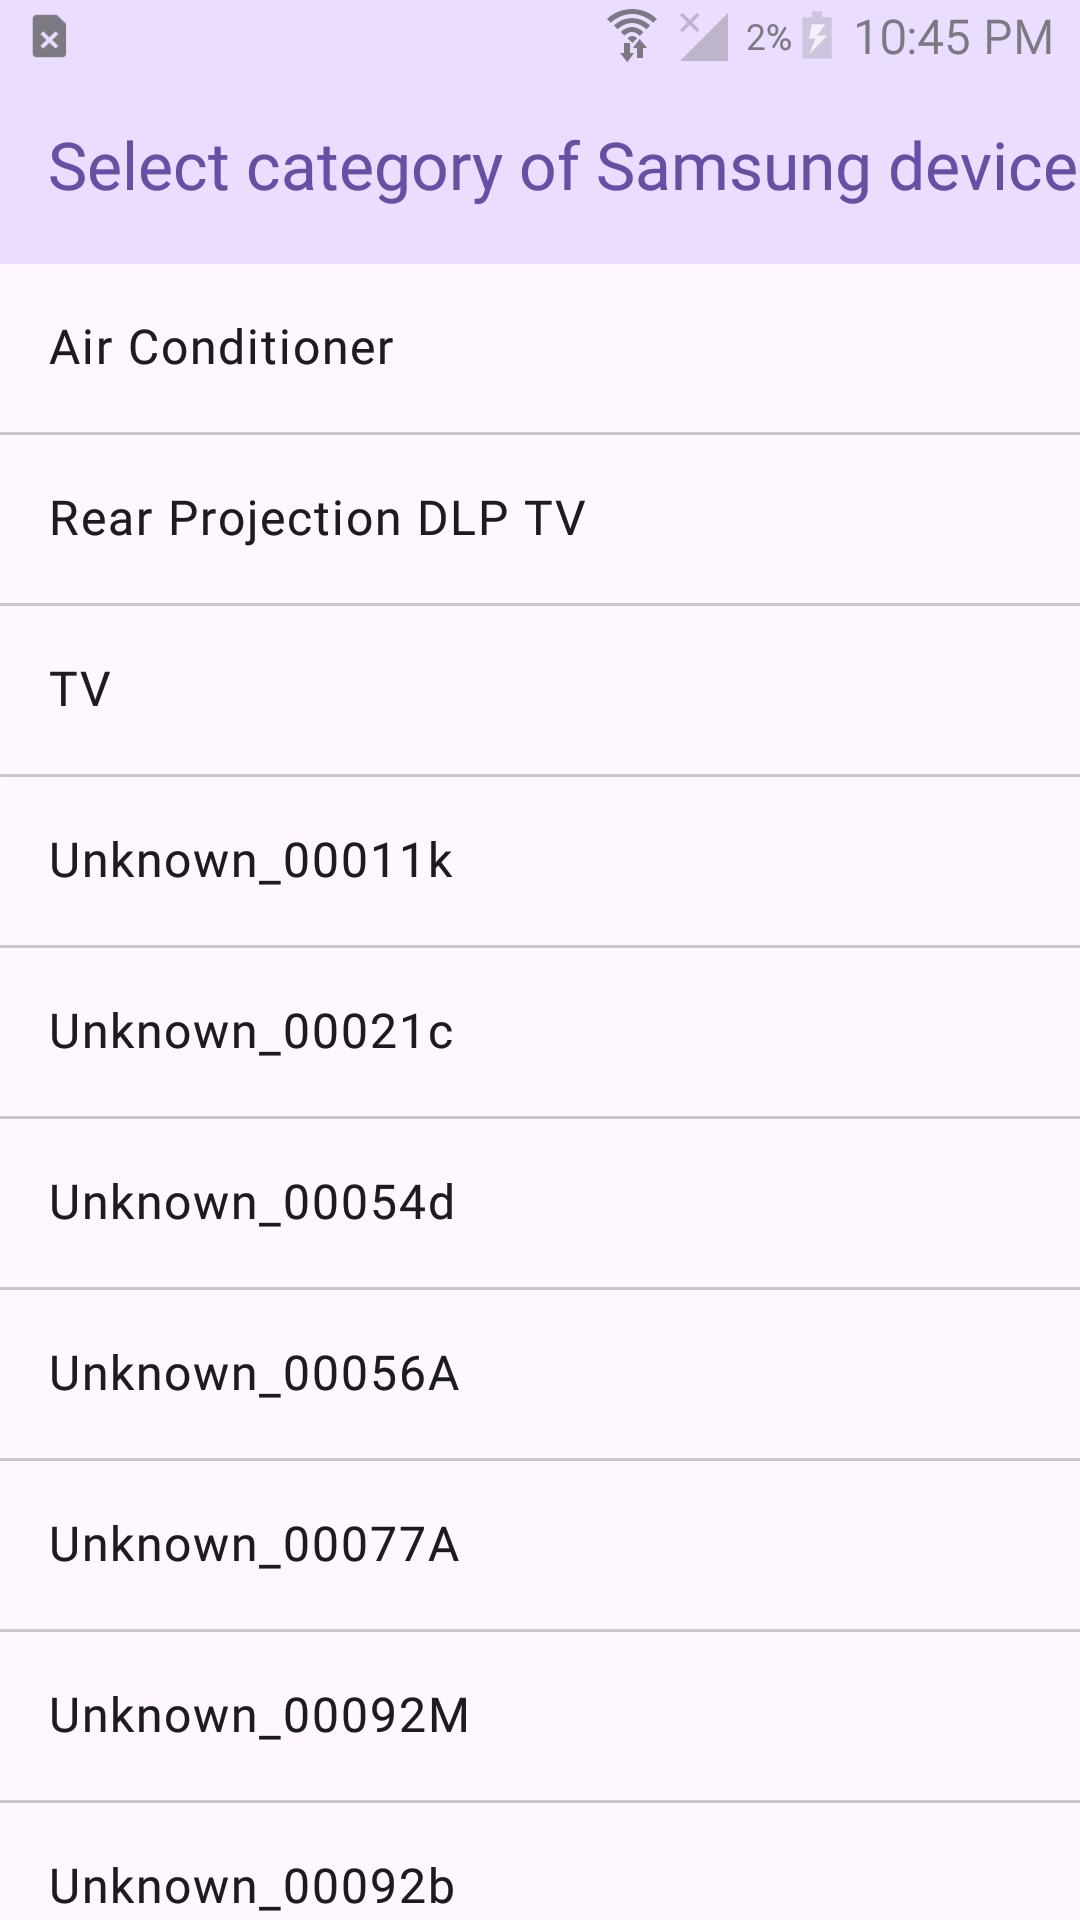 2% 10:45 PM
Select category of Samsung device
Air Conditioner
Rear Projection DLP TV
TV
Unknown_00011k
Unknown_00021c
Unknown_00054d
Unknown_00056A
Unknown_00077A
Unknown_00092M
Unknown_00092b